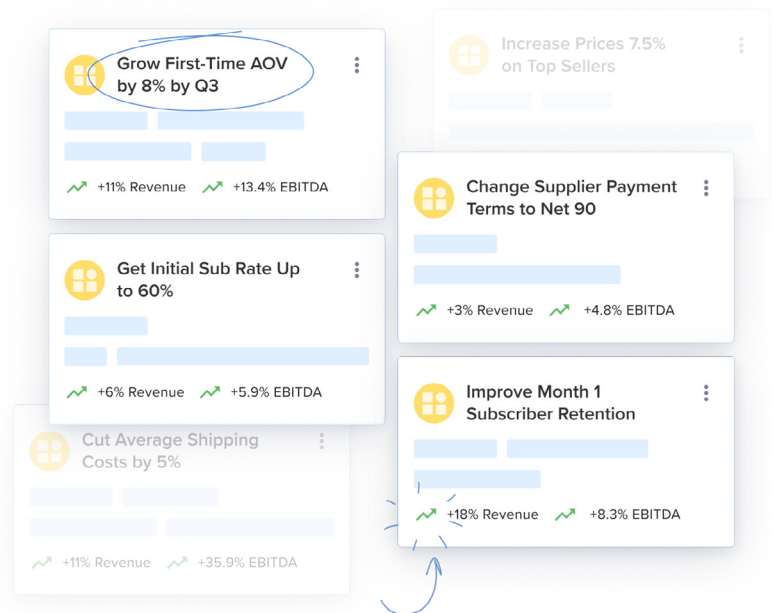 Grow First-Time AOV
by 8% by Q3
+11% Revenue +13.4% EBITDA
Get Initial Sub Rate Up
to 60%
+6% Revenue +5.9% EBITDA
Cut Average Shipping
Costs by 5%
+11% Revenue +35.9% EBITDA
Increase Prices 7.5%
on Top Sellers
Change Supplier Payment
Terms to Net 90
+3% Revenue +4.8% EBITDA
Improve Month 1
Subscriber Retention
+18% Revenue +8.3% EBITDA